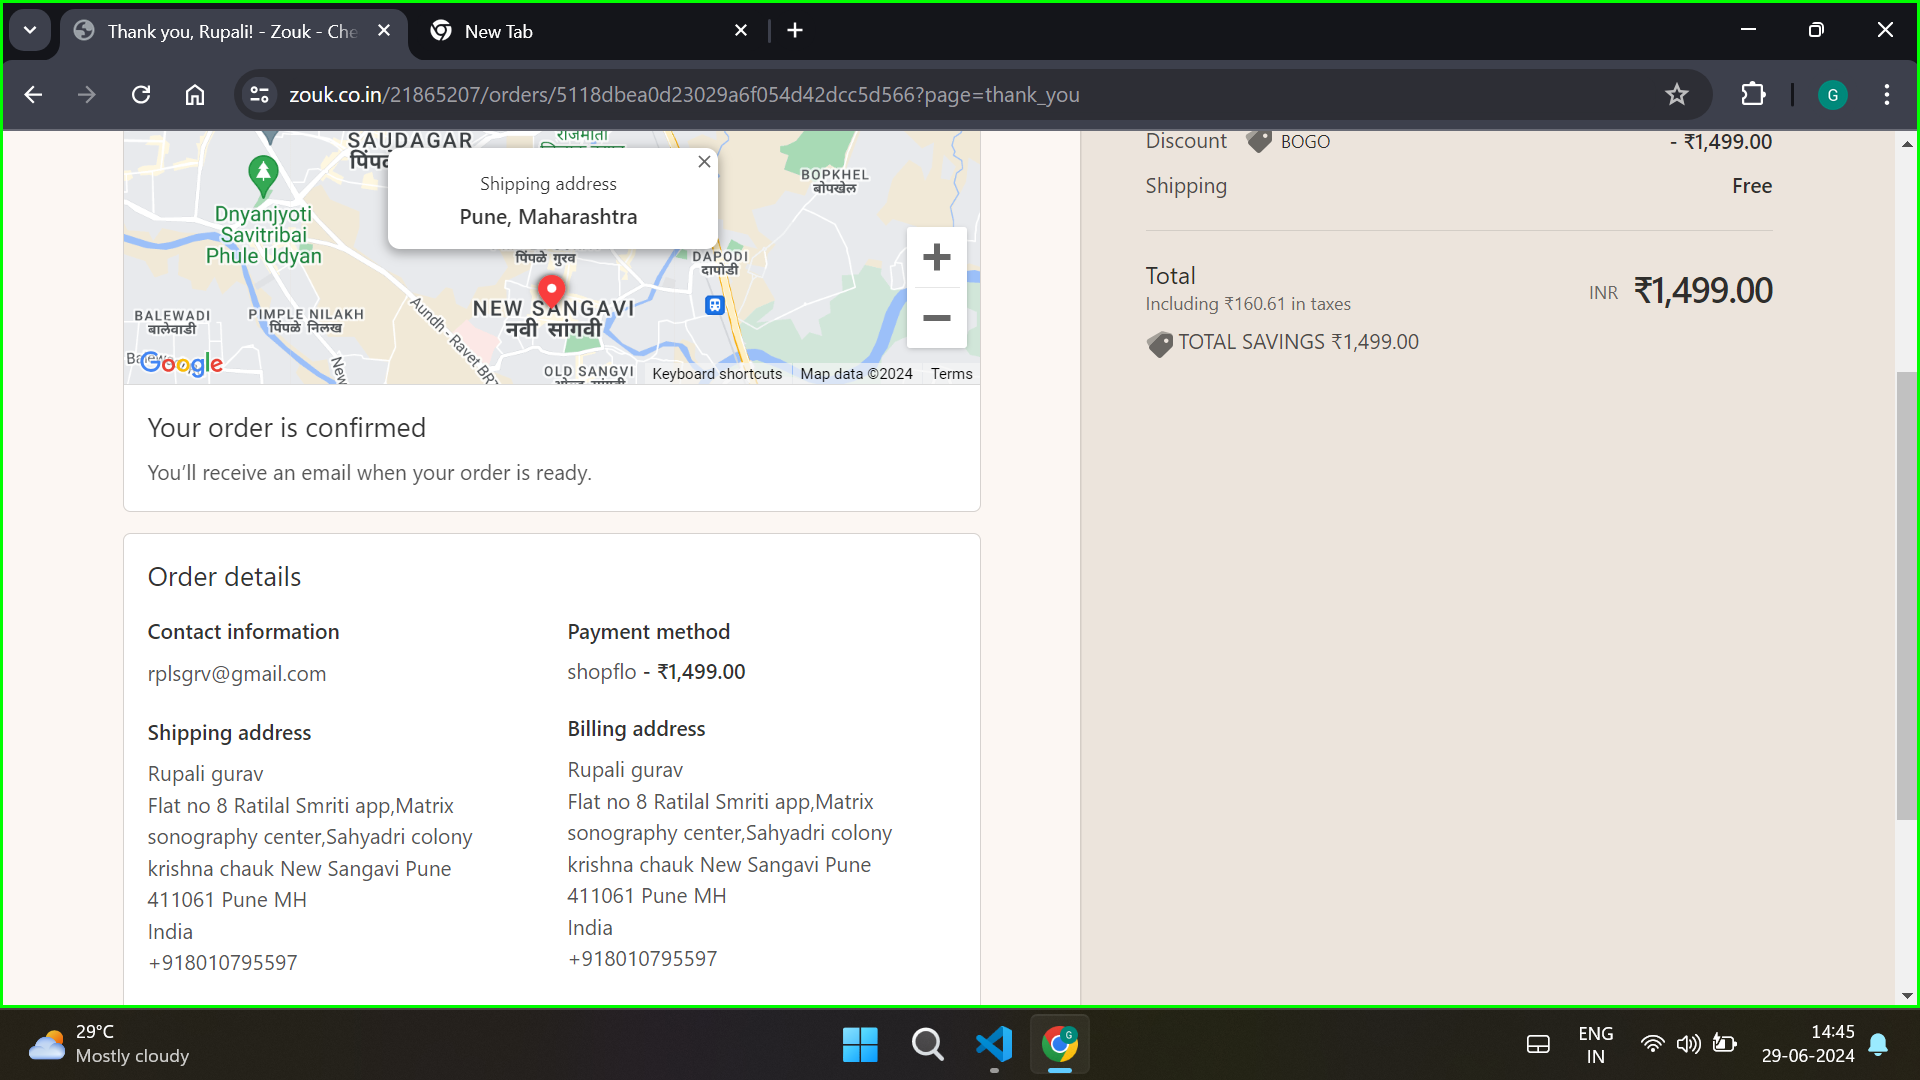 Thank you, Rupali! - Zouk - Che
New Tab
zouk.co.in/21865207/orders/5118dbea0d23029a6f054d42dcc5d566?page=thank_you
G
SAUDAGAR
Shipping address
Pune, Maharashtra
Dnyanjyoti
Savitribai
Phule Udyan
BOPKHEL
बोपखेल
पिंपळे गुरव
DAPODI
दापोडी
NEW SANGAVI
नवी सांगवी
BALEWADI
बालेवाडी
PIMPLE NILAKH
पिंपळे निलख
Aundh - Ravet BR
New
Google
OLD SANGVI
Keyboard shortcuts
Map data ©2024
Terms
Your order is confirmed
You'll receive an email when your order is ready.
Order details
Contact information
rplsgrv@gmail.com
Shipping address
Rupali gurav
Flat no 8 Ratilal Smriti app,Matrix
sonography center,Sahyadri colony
krishna chauk New Sangavi Pune
411061 Pune MH
India
+918010795597
Payment method
shopflo - ₹1,499.00
Billing address
Rupali gurav
Flat no 8 Ratilal Smriti app,Matrix
sonography center,Sahyadri colony
krishna chauk New Sangavi Pune
411061 Pune MH
India
+918010795597
Discount BOGO - ₹1,499.00
Shipping Free
Total INR ₹1,499.00
Including ₹160.61 in taxes
TOTAL SAVINGS ₹1,499.00
29°C
Mostly cloudy
G
ENG
IN
14:45
29-06-2024